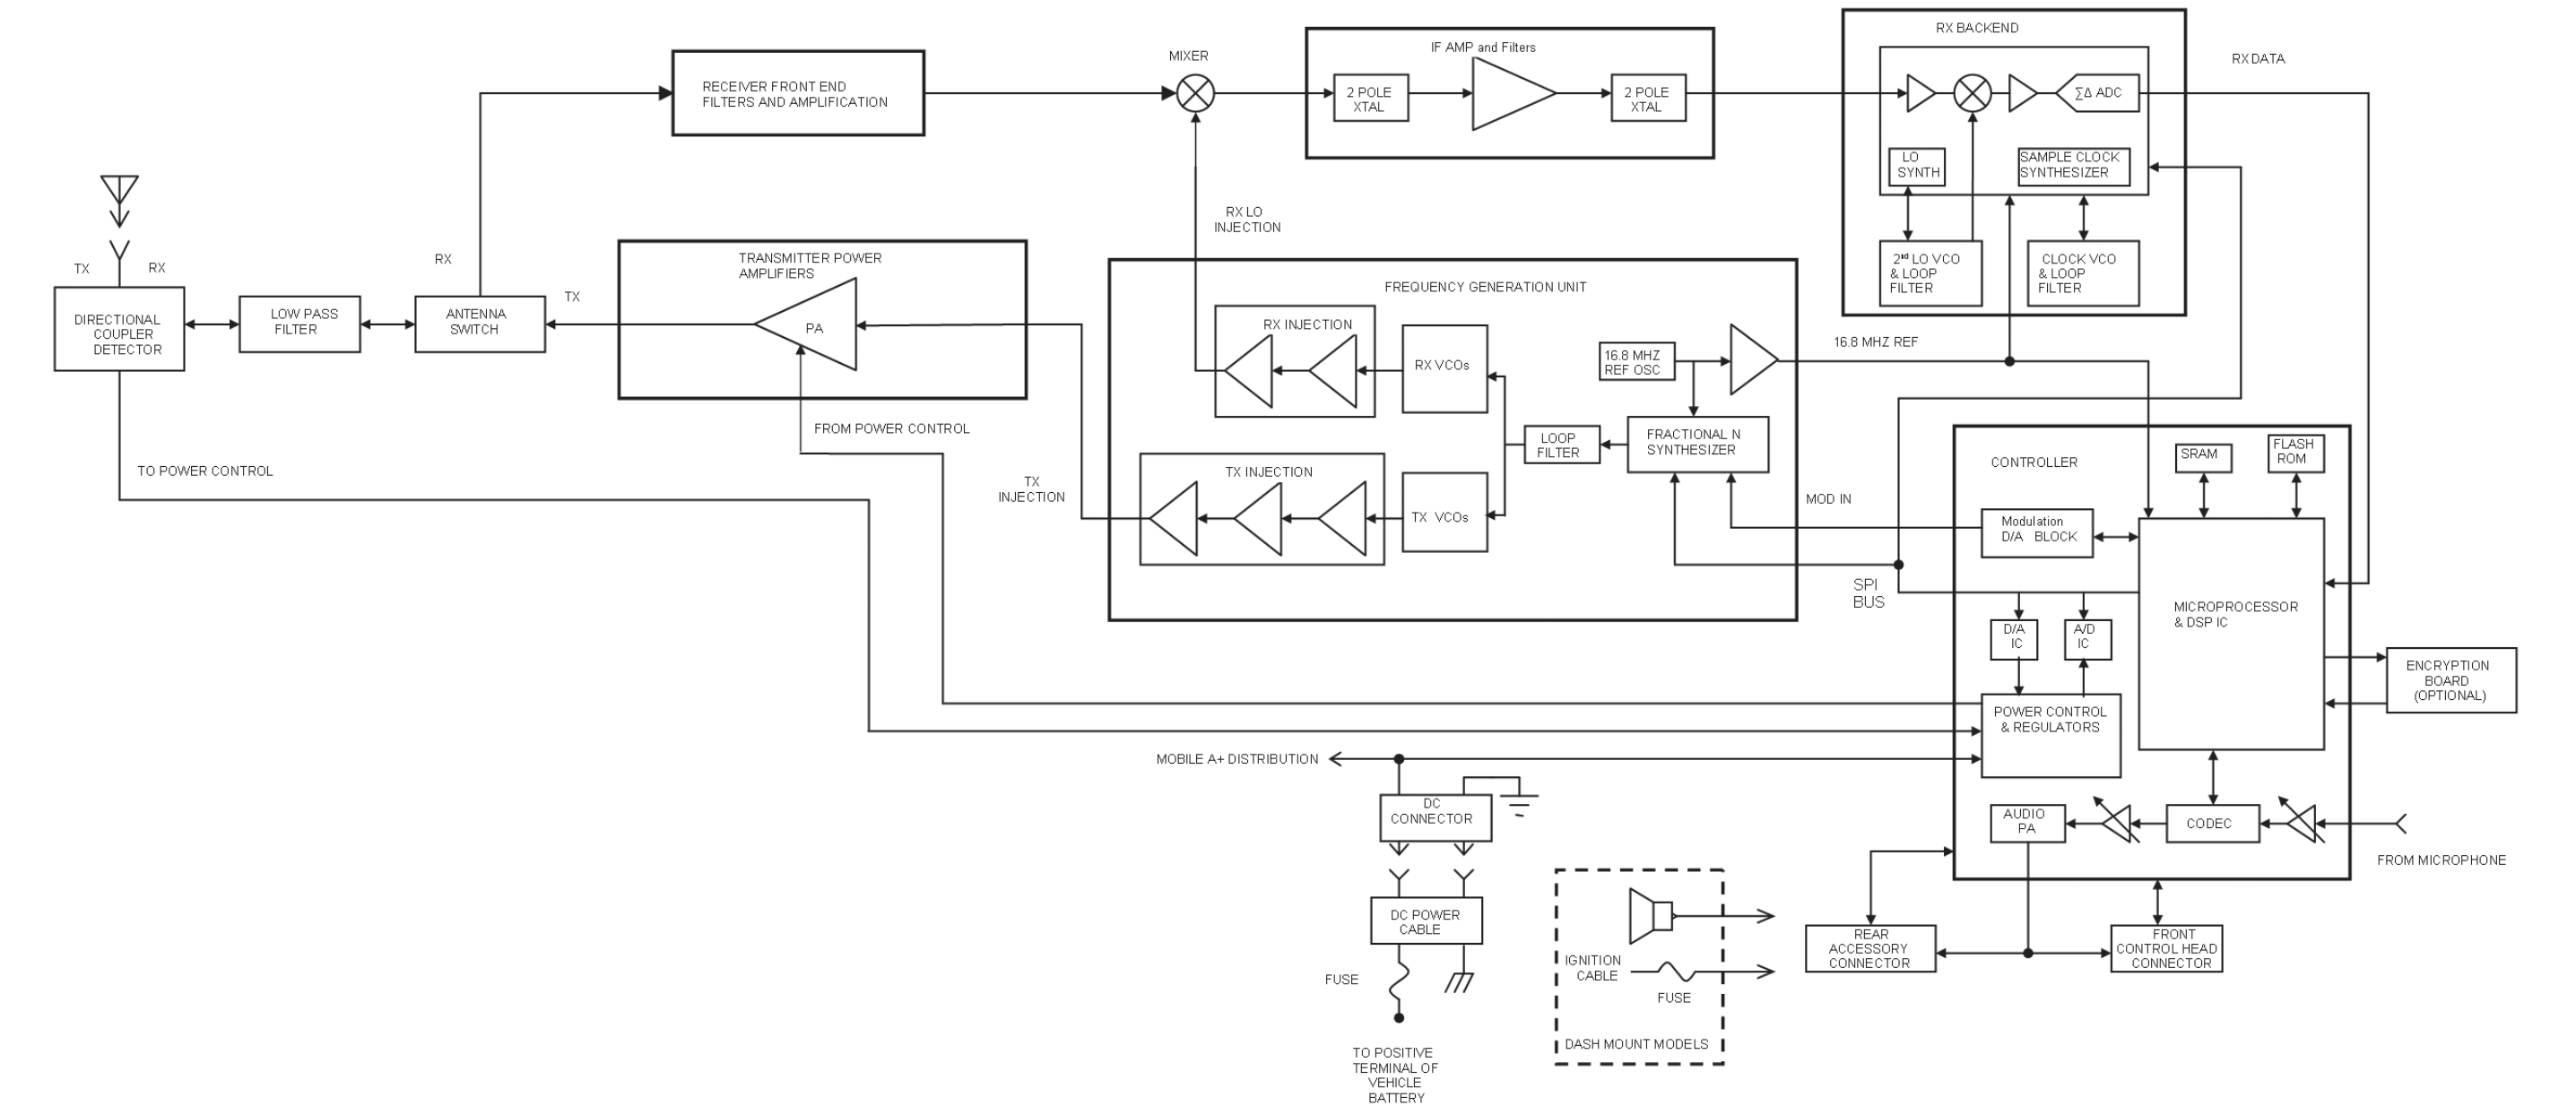 RX BACKEND
IF AMP and Filters
MIXER
RX DATA
RECEIVER FRONT END
FILTERS AND AMPLIFICATION
2 POLE
XTAL
2 POLE
XTAL
∑Δ ADC
LO
SYNTH
SAMPLE CLOCK
SYNTHESIZER
RX LO
INJECTION
TX
RX
RX
TRANSMITTER POWER
AMPLIFIERS
2nd LO VCO
& LOOP
FILTER
CLOCK VCO
& LOOP
FILTER
FREQUENCY GENERATION UNIT
TX
DIRECTIONAL
COUPLER
DETECTOR
LOW PASS
FILTER
ANTENNA
SWITCH
PA
RX INJECTION
RX VCOs
16.8 MHZ
REF OSC
16.8 MHZ REF
FROM POWER CONTROL
LOOP
FILTER
FRACTIONAL N
SYNTHESIZER
CONTROLLER
SRAM
FLASH
ROM
TO POWER CONTROL
TX
INJECTION
TX INJECTION
TX VCOs
MOD IN
Modulation
D/A BLOCK
SPI
BUS
MICROPROCESSOR
& DSP IC
D/A
IC
A/D
IC
ENCRYPTION
BOARD
(OPTIONAL)
POWER CONTROL
& REGULATORS
MOBILE A+ DISTRIBUTION
DC
CONNECTOR
AUDIO
PA
CODEC
FROM MICROPHONE
DC POWER
CABLE
REAR
ACCESSORY
CONNECTOR
FRONT
CONTROL HEAD
CONNECTOR
IGNITION
CABLE
FUSE
FUSE
DASH MOUNT MODELS
TO POSITIVE
TERMINAL OF
VEHICLE
BATTERY